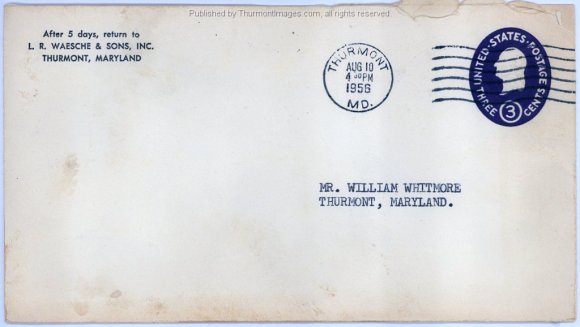 Published by ThurmontImages.com, all rights reserved.
After 5 days, return to
L. R. WAESCHE & SONS, INC.
THURMONT, MARYLAND
THURMONT
AUG 10
4 PM
1956
MD.
UNITED·STATES·POSTAGE
THREE 3 CENTS
MR. WILLIAM WHITMORE
THURMONT, MARYLAND.